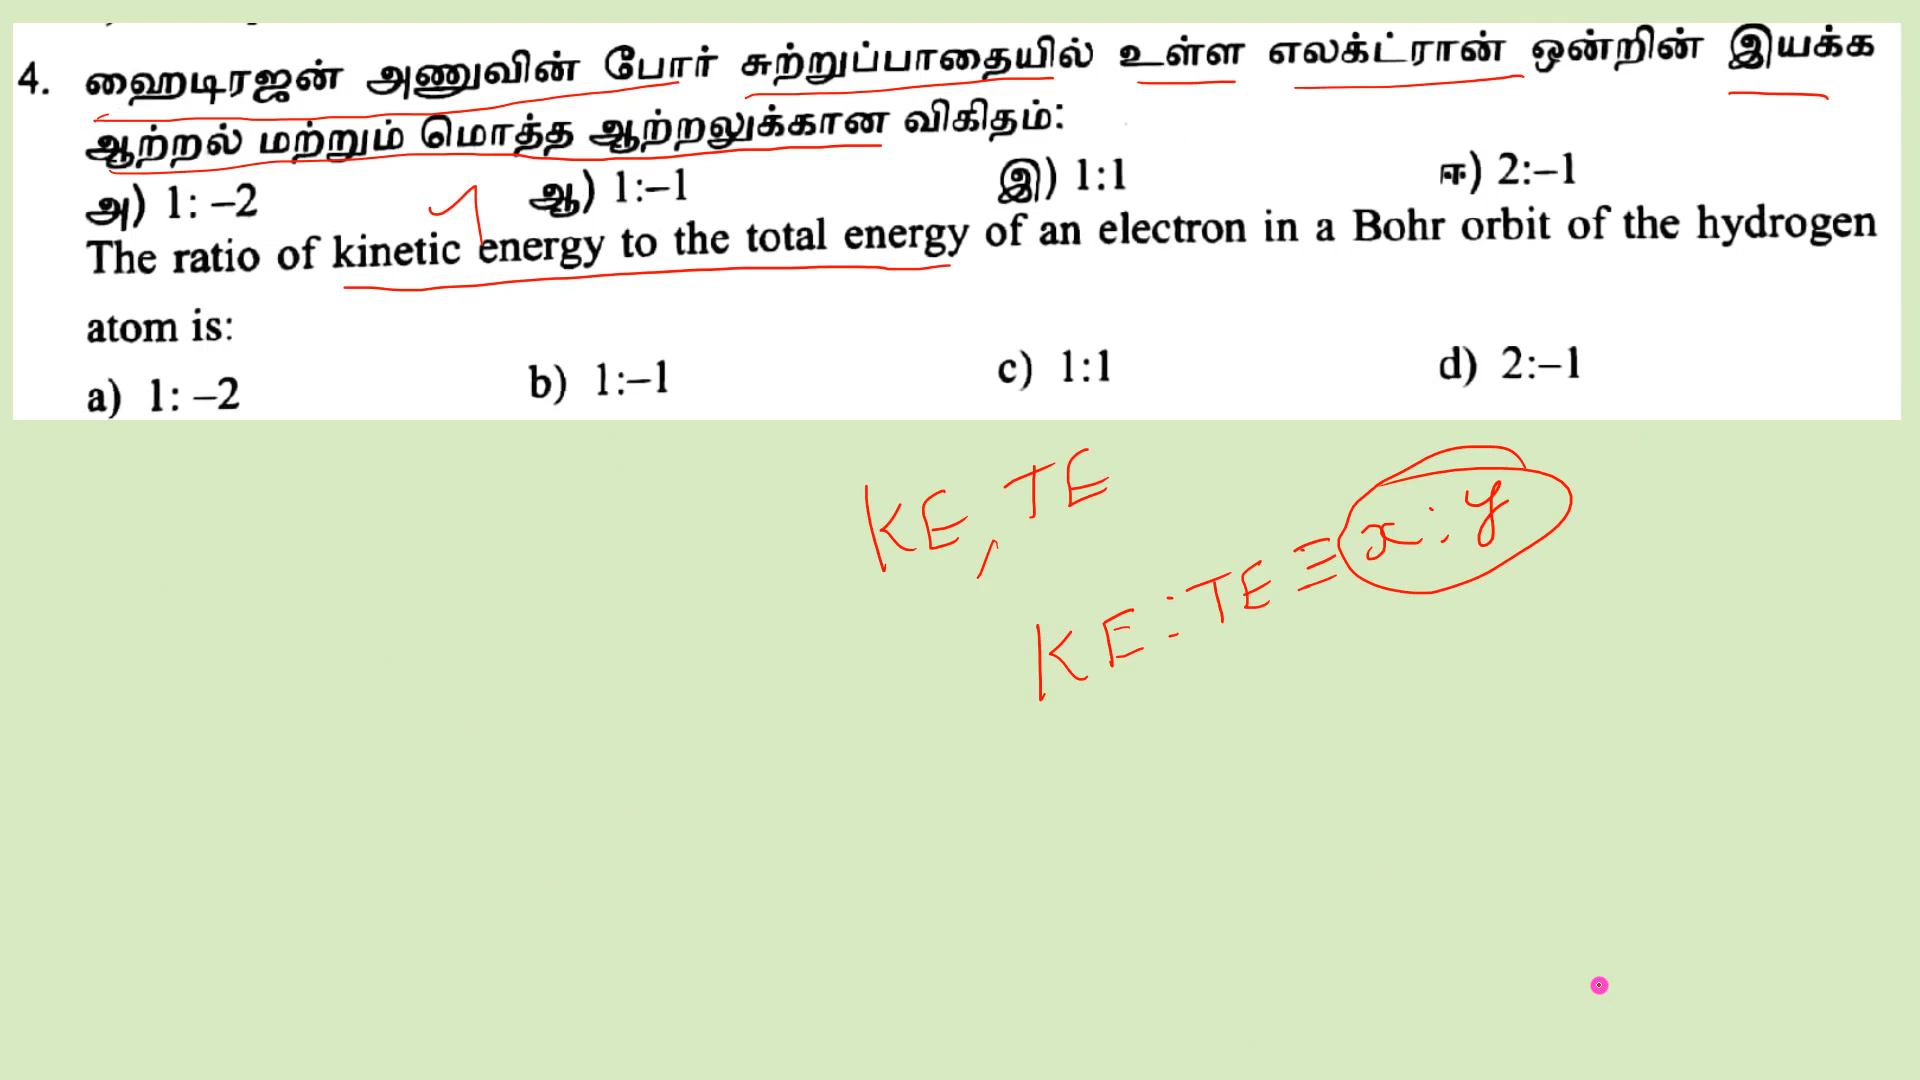 4. ஹைடிரஜன் அணுவின் போர் சுற்றுப்பாதையில் உள்ள எலக்ட்ரான் ஒன்றின் இயக்க
ஆற்றல் மற்றும் மொத்த ஆற்றலுக்கான விகிதம்:
அ) 1: –2 ஆ) 1:–1 இ) 1:1 ஈ) 2:–1
The ratio of kinetic energy to the total energy of an electron in a Bohr orbit of the hydrogen
atom is:
a) 1: –2 b) 1:–1 c) 1:1 d) 2:–1
KE, TE
KE : TE ≡ x : y